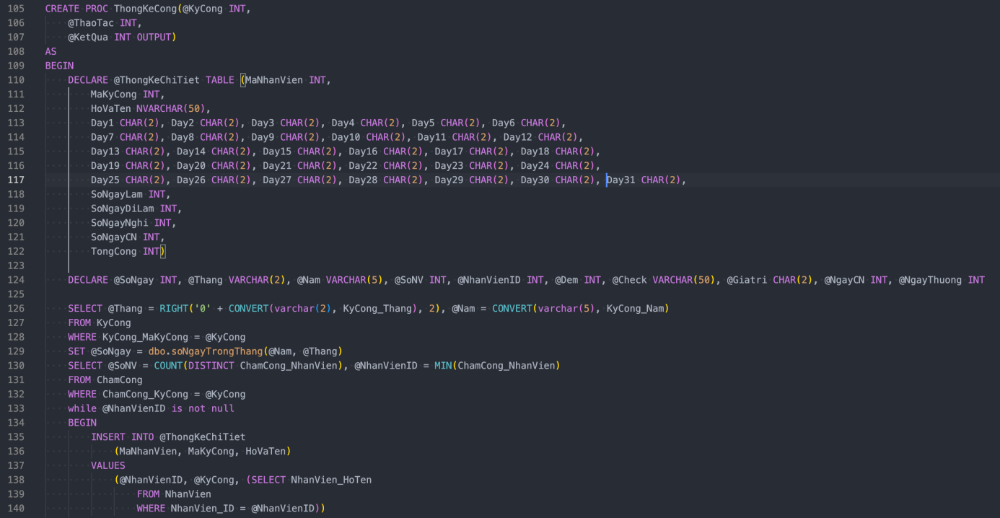 105 CREATE PROC ThongKeCong(@KyCong INT,
106 @ThaoTac INT,
107 @KetQua INT OUTPUT)
108 AS
109 BEGIN
110 DECLARE @ThongKeChiTiet TABLE (MaNhanVien INT,
111 MaKyCong INT,
112 HoVaTen NVARCHAR(50),
113 Day1 CHAR(2), Day2 CHAR(2), Day3 CHAR(2), Day4 CHAR(2), Day5 CHAR(2), Day6 CHAR(2),
114 Day7 CHAR(2), Day8 CHAR(2), Day9 CHAR(2), Day10 CHAR(2), Day11 CHAR(2), Day12 CHAR(2),
115 Day13 CHAR(2), Day14 CHAR(2), Day15 CHAR(2), Day16 CHAR(2), Day17 CHAR(2), Day18 CHAR(2),
116 Day19 CHAR(2), Day20 CHAR(2), Day21 CHAR(2), Day22 CHAR(2), Day23 CHAR(2), Day24 CHAR(2),
117 Day25 CHAR(2), Day26 CHAR(2), Day27 CHAR(2), Day28 CHAR(2), Day29 CHAR(2), Day30 CHAR(2), Day31 CHAR(2),
118 SoNgayLam INT,
119 SoNgayDiLam INT,
120 SoNgayNghi INT,
121 SoNgayCN INT,
122 TongCong INT)
123
124 DECLARE @SoNgay INT, @Thang VARCHAR(2), @Nam VARCHAR(5), @SoNV INT, @NhanVienID INT, @Dem INT, @Check VARCHAR(50), @Giatri CHAR(2), @NgayCN INT, @NgayThuong INT
125
126 SELECT @Thang = RIGHT('0' + CONVERT(varchar(2), KyCong_Thang), 2), @Nam = CONVERT(varchar(5), KyCong_Nam)
127 FROM KyCong
128 WHERE KyCong_MaKyCong = @KyCong
129 SET @SoNgay = dbo.soNgayTrongThang(@Nam, @Thang)
130 SELECT @SoNV = COUNT(DISTINCT ChamCong_NhanVien), @NhanVienID = MIN(ChamCong_NhanVien)
131 FROM ChamCong
132 WHERE ChamCong_KyCong = @KyCong
133 while @NhanVienID is not null
134 BEGIN
135 INSERT INTO @ThongKeChiTiet
136 (MaNhanVien, MaKyCong, HoVaTen)
137 VALUES
138 (@NhanVienID, @KyCong, (SELECT NhanVien_HoTen
139 FROM NhanVien
140 WHERE NhanVien_ID = @NhanVienID))